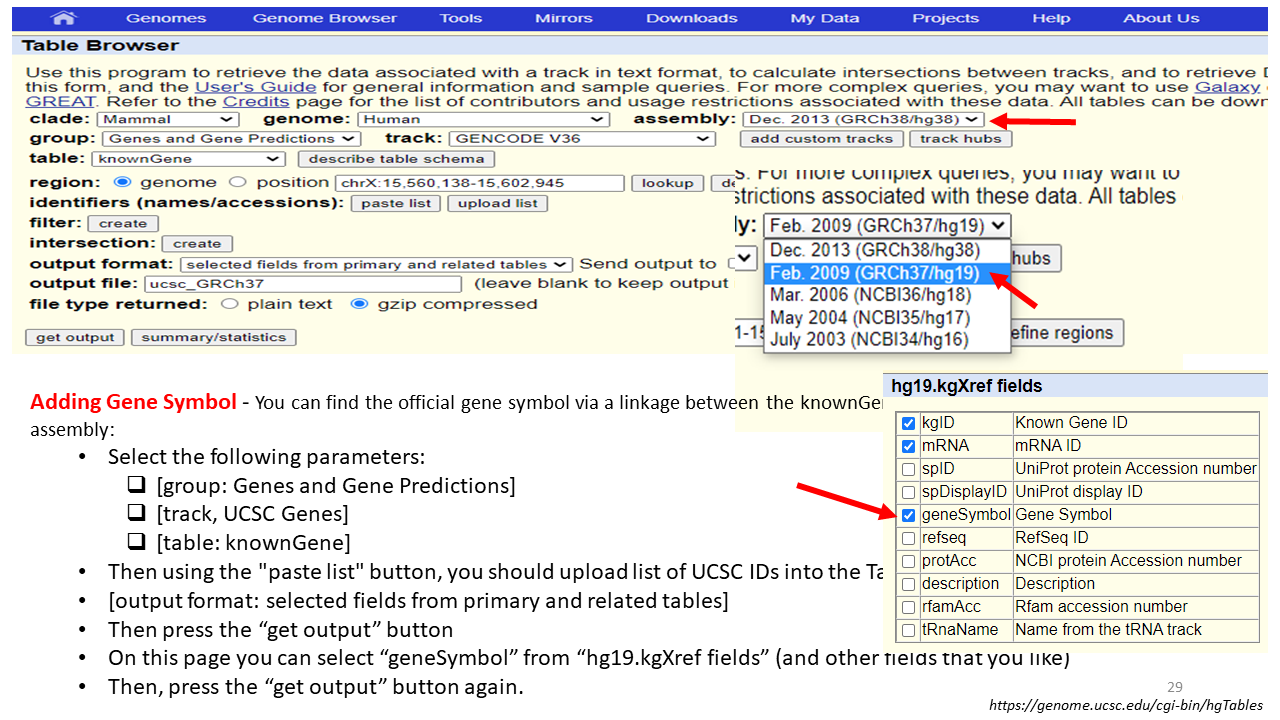 Genomes Genome Browser Tools Mirrors Downloads My Data Projects Help About Us
Table Browser
Use this program to retrieve the data associated with a track in text format, to calculate intersections between tracks, and to retrieve
this form, and the User's Guide for general information and sample queries. For more complex queries, you may want to use Galaxy
GREAT. Refer to the Credits page for the list of contributors and usage restrictions associated with these data. All tables can be down
clade: Mammal genome: Human assembly: Dec. 2013 (GRCh38/hg38)
group: Genes and Gene Predictions track: GENCODE V36 add custom tracks track hubs
table: knownGene describe table schema
region: genome position chrX:15,560,138-15,602,945 lookup de
identifiers (names/accessions): paste list upload list
filter: create
intersection: create
output format: selected fields from primary and related tables Send output to
output file: ucsc_GRCh37 (leave blank to keep output
file type returned: plain text gzip compressed
get output summary/statistics
s. For more complex queries, you may want to
strictions associated with these data. All tables
ly: Feb. 2009 (GRCh37/hg19)
Dec. 2013 (GRCh38/hg38) hubs
Feb. 2009 (GRCh37/hg19)
Mar. 2006 (NCBI36/hg18)
May 2004 (NCBI35/hg17)
1-15 efine regions
July 2003 (NCBI34/hg16)
Adding Gene Symbol - You can find the official gene symbol via a linkage between the knownGe
assembly:
• Select the following parameters:
❑ [group: Genes and Gene Predictions]
❑ [track, UCSC Genes]
❑ [table: knownGene]
• Then using the "paste list" button, you should upload list of UCSC IDs into the Ta
• [output format: selected fields from primary and related tables]
• Then press the “get output” button
• On this page you can select “geneSymbol” from “hg19.kgXref fields” (and other fields that you like)
• Then, press the “get output” button again.
hg19.kgXref fields
kgID Known Gene ID
mRNA mRNA ID
spID UniProt protein Accession number
spDisplayID UniProt display ID
geneSymbol Gene Symbol
refseq RefSeq ID
protAcc NCBI protein Accession number
description Description
rfamAcc Rfam accession number
tRnaName Name from the tRNA track
29
https://genome.ucsc.edu/cgi-bin/hgTables